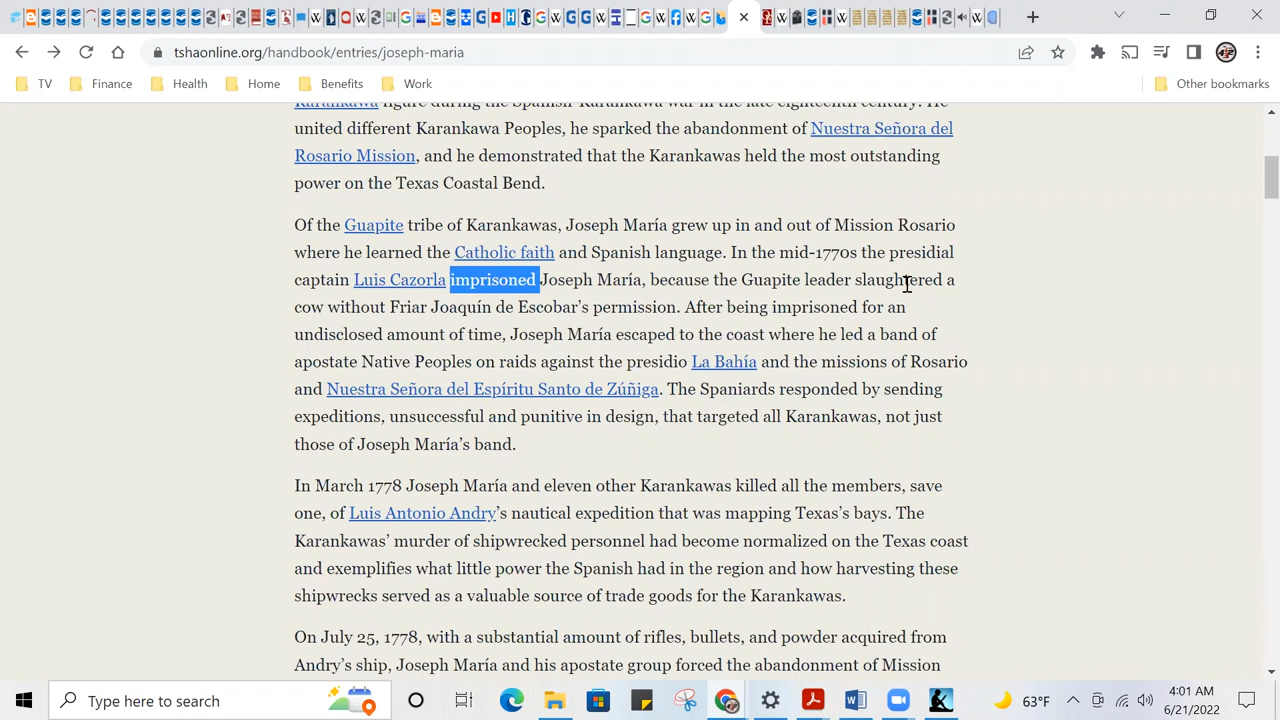 tshaonline.org/handbook/entries/joseph-maria
TV
Finance
Health
Home
Benefits
Work
Other bookmarks
Karankawa figure during the Spanish-Karankawa war in the late eighteenth century. He
united different Karankawa Peoples, he sparked the abandonment of Nuestra Señora del
Rosario Mission, and he demonstrated that the Karankawas held the most outstanding
power on the Texas Coastal Bend.
Of the Guapite tribe of Karankawas, Joseph María grew up in and out of Mission Rosario
where he learned the Catholic faith and Spanish language. In the mid-1770s the presidial
captain Luis Cazorla imprisoned Joseph María, because the Guapite leader slaughtered a
cow without Friar Joaquín de Escobar’s permission. After being imprisoned for an
undisclosed amount of time, Joseph María escaped to the coast where he led a band of
apostate Native Peoples on raids against the presidio La Bahía and the missions of Rosario
and Nuestra Señora del Espíritu Santo de Zúñiga. The Spaniards responded by sending
expeditions, unsuccessful and punitive in design, that targeted all Karankawas, not just
those of Joseph María’s band.
In March 1778 Joseph María and eleven other Karankawas killed all the members, save
one, of Luis Antonio Andry’s nautical expedition that was mapping Texas’s bays. The
Karankawas’ murder of shipwrecked personnel had become normalized on the Texas coast
and exemplifies what little power the Spanish had in the region and how harvesting these
shipwrecks served as a valuable source of trade goods for the Karankawas.
On July 25, 1778, with a substantial amount of rifles, bullets, and powder acquired from
Andry’s ship, Joseph María and his apostate group forced the abandonment of Mission
Type here to search
63°F
4:01 AM
6/21/2022